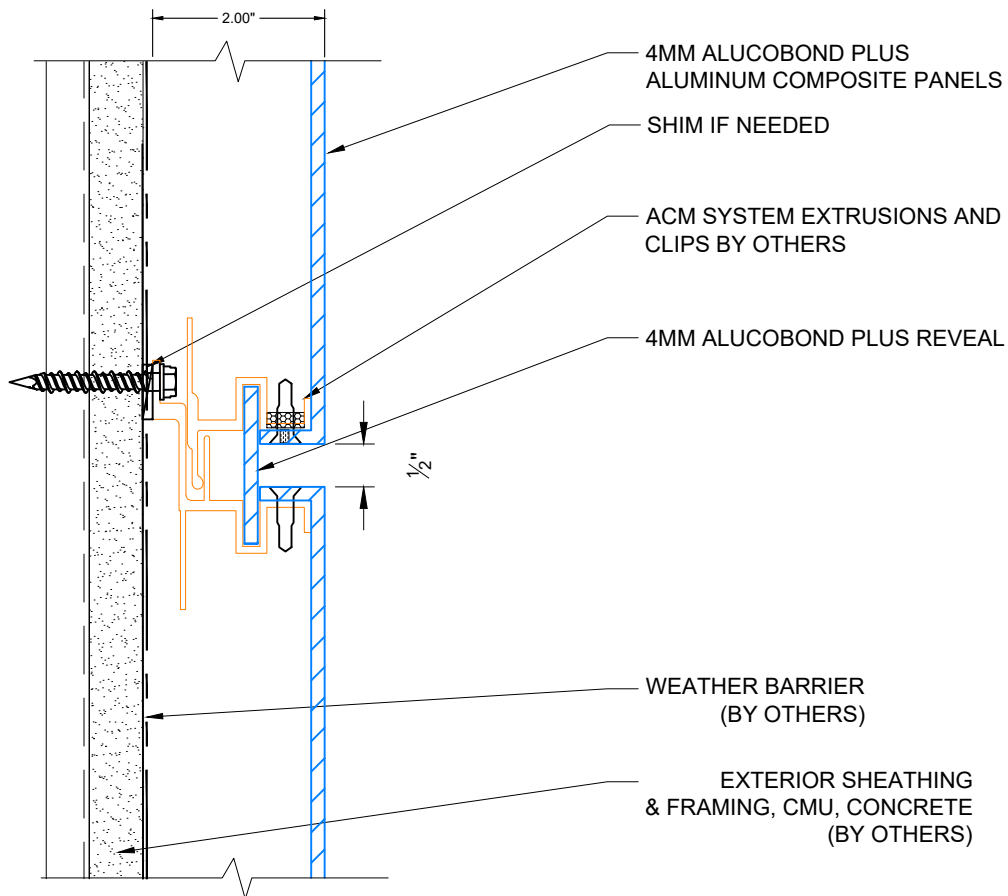 2.00"
4MM ALUCOBOND PLUS
ALUMINUM COMPOSITE PANELS
SHIM IF NEEDED
ACM SYSTEM EXTRUSIONS AND
CLIPS BY OTHERS
4MM ALUCOBOND PLUS REVEAL
½"
WEATHER BARRIER
(BY OTHERS)
EXTERIOR SHEATHING
& FRAMING, CMU, CONCRETE
(BY OTHERS)